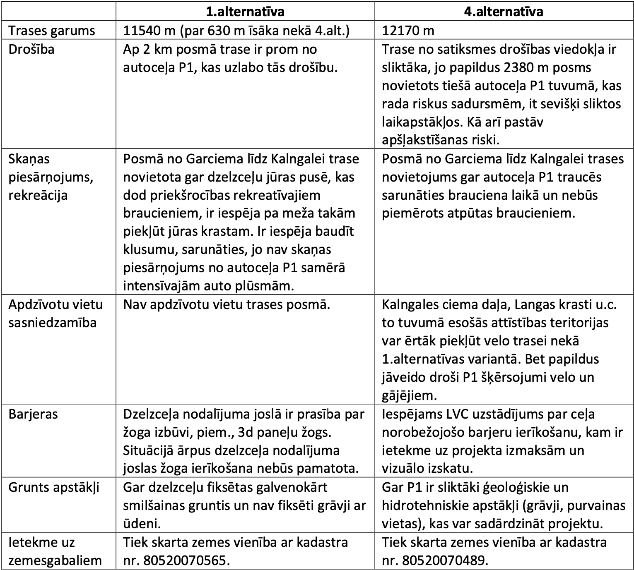 1.alternatīva
4.alternatīva
Trases garums
11540 m (par 630 m īsāka nekā 4.alt.)
12170 m
Drošība
Ap 2 km posmā trase ir prom no
autoceļa P1, kas uzlabo tās drošību.
Trase no satiksmes drošības viedokļa ir
sliktāka, jo papildus 2380 m posms
novietots tiešā autoceļa P1 tuvumā, kas
rada riskus sadursmēm, it sevišķi sliktos
laikapstākļos. Kā arī pastāv
apšļakstīšanas riski.
Skaņas
piesārņojums,
rekreācija
Posmā no Garciema līdz Kalngalei trase
novietota gar dzelzceļu jūras pusē, kas
dod priekšrocības rekreatīvajiem
braucieniem, ir iespēja pa meža takām
piekļūt jūras krastam. Ir iespēja baudīt
klusumu, sarunāties, jo nav skaņas
piesārņojums no autoceļa P1 samērā
intensīvajām auto plūsmām.
Posmā no Garciema līdz Kalngalei trases
novietojums gar autoceļa P1 traucēs
sarunāties brauciena laikā un nebūs
piemērots atpūtas braucieniem.
Apdzīvotu vietu
sasniedzamība
Nav apdzīvotu vietu trases posmā.
Kalngales ciema daļa, Langas krasti u.c.
to tuvumā esošās attīstības teritorijas
var ērtāk piekļūt velo trasei nekā
1.alternatīvas variantā. Bet papildus
jāveido droši P1 šķērsojumi velo un
gājējiem.
Barjeras
Dzelzceļa nodalījuma joslā ir prasība par
žoga izbūvi, piem., 3d paneļu žogs.
Situācijā ārpus dzelzceļa nodalījuma
joslas žoga ierīkošana nebūs pamatota.
Iespējams LVC uzstādījums par ceļa
norobežojošo barjeru ierīkošanu, kam ir
ietekme uz projekta izmaksām un
vizuālo izskatu.
Grunts apstākļi
Gar dzelzceļu fiksētas galvenokārt
smilšainas gruntis un nav fiksēti grāvji ar
ūdeni.
Gar P1 ir sliktāki ģeoloģiskie un
hidrotehniskie apstākļi (grāvji, purvainas
vietas), kas var sadārdzināt projektu.
Ietekme uz
zemesgabaliem
Tiek skarta zemes vienība ar kadastra
nr. 80520070565.
Tiek skarta zemes vienība ar kadastra
nr. 80520070489.